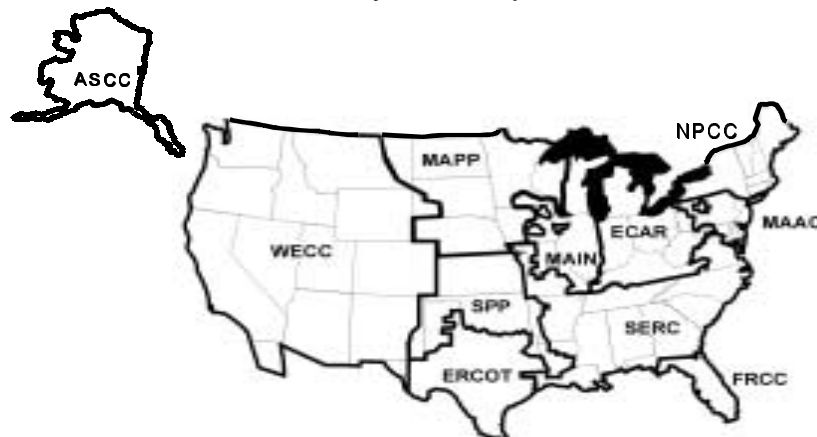 ASCC
NPCC
MAPP
MAAC
ECAR
WECC
MAIN
SPP
SERC
ERCOT
FRCC